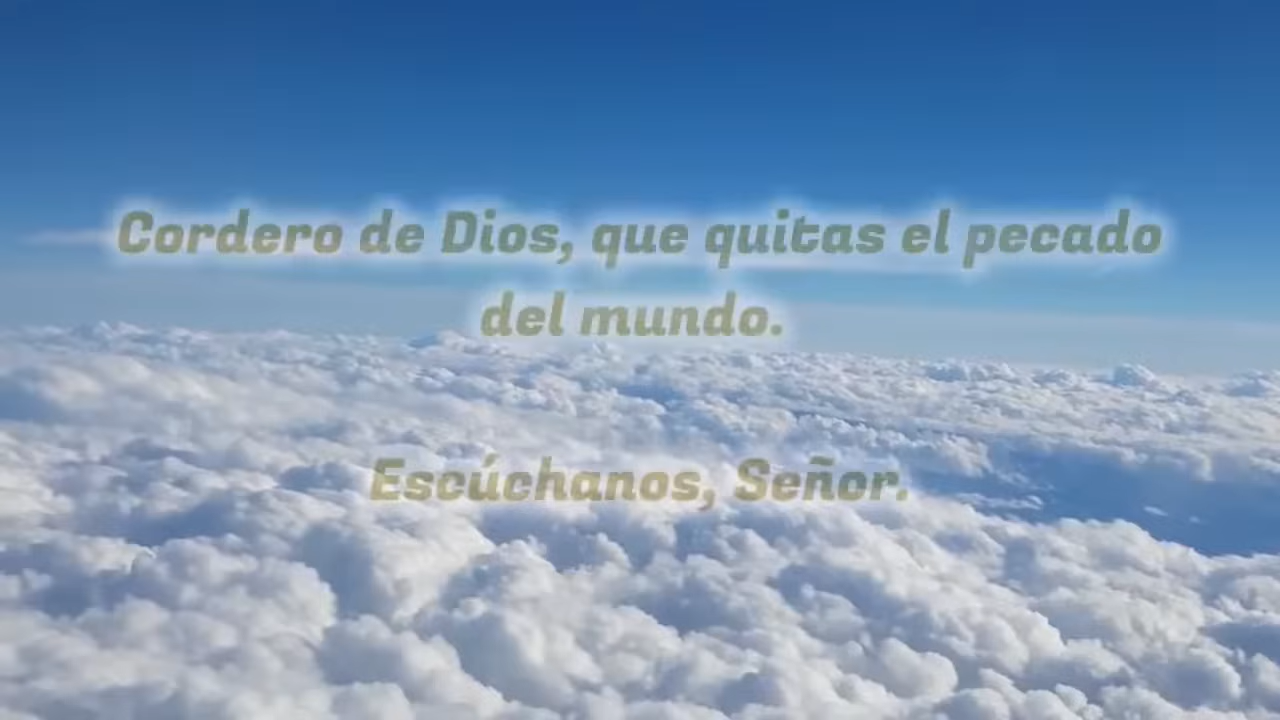 Cordero de Dios, que quitas el pecado
del mundo.
Escúchanos, Señor.